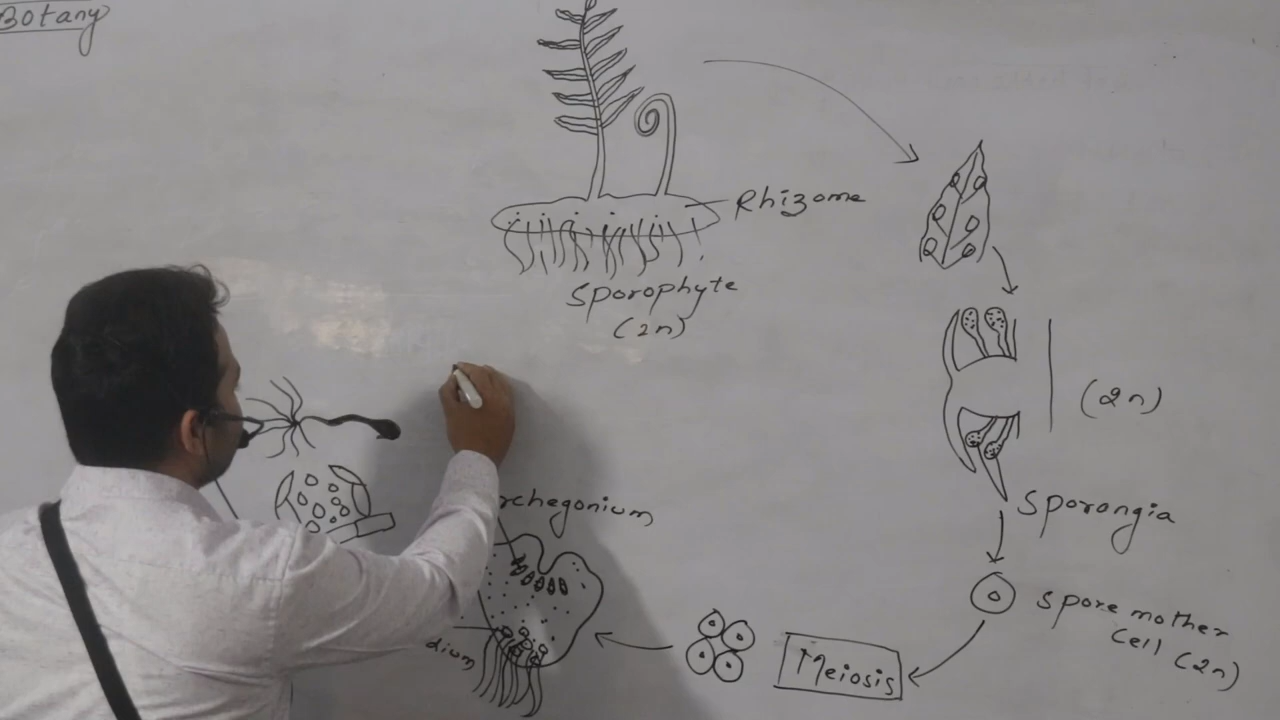 Botany
Rhizome
Sporophyte
(2n)
(2n)
Sporangia
rchegonium
Spore mother
Cell (2n)
dium
Meiosis